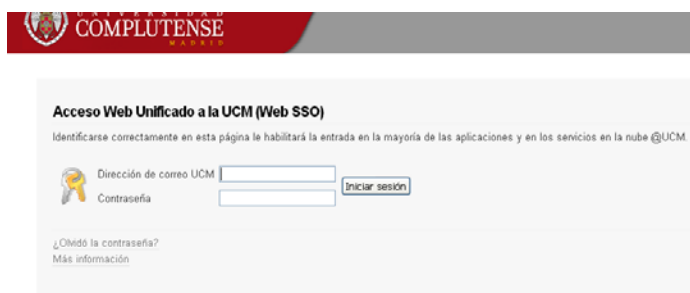 UNIVERSIDAD
COMPLUTENSE
MADRID
Acceso Web Unificado a la UCM (Web SSO)
Identificarse correctamente en esta página le habilitará la entrada en la mayoría de las aplicaciones y en los servicios en la nube @UCM.
Dirección de correo UCM
Iniciar sesión
Contraseña
¿Olvidó la contraseña?
Más información